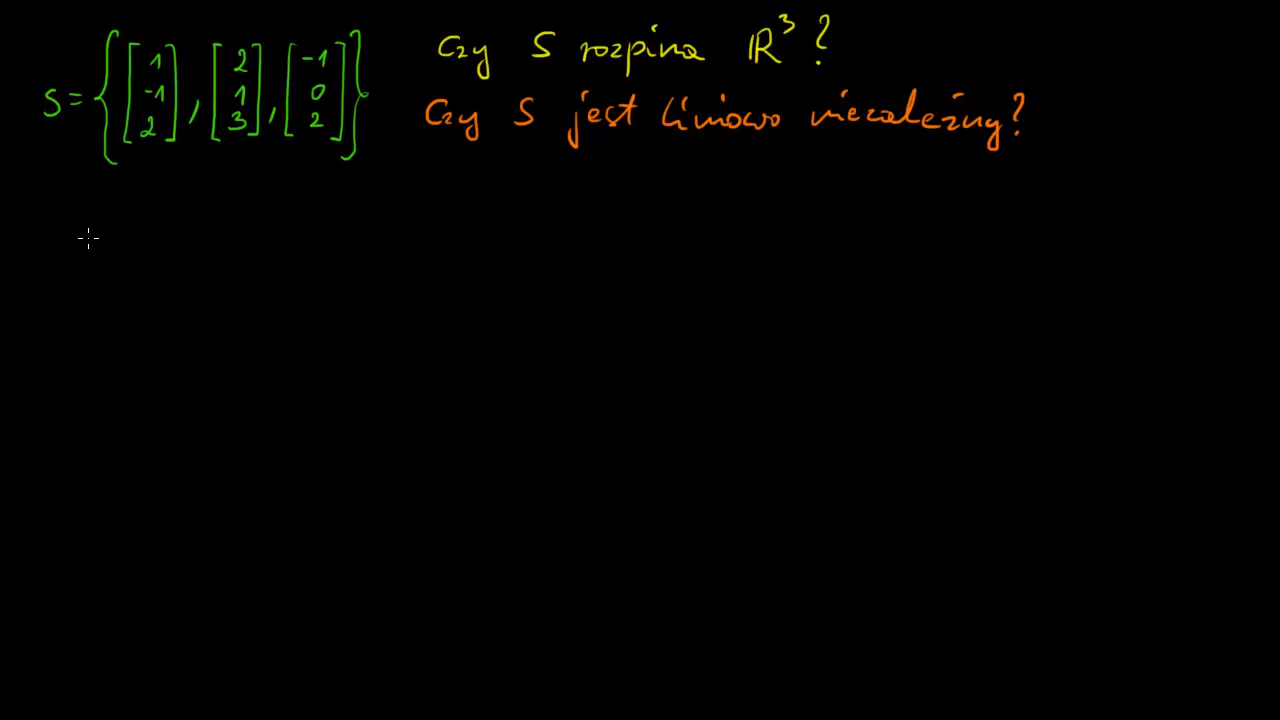 S = { [1 -1 2], [2 1 3], [-1 0 2] } Czy S rozpina ℝ³?
Czy S jest liniowo niezależny?